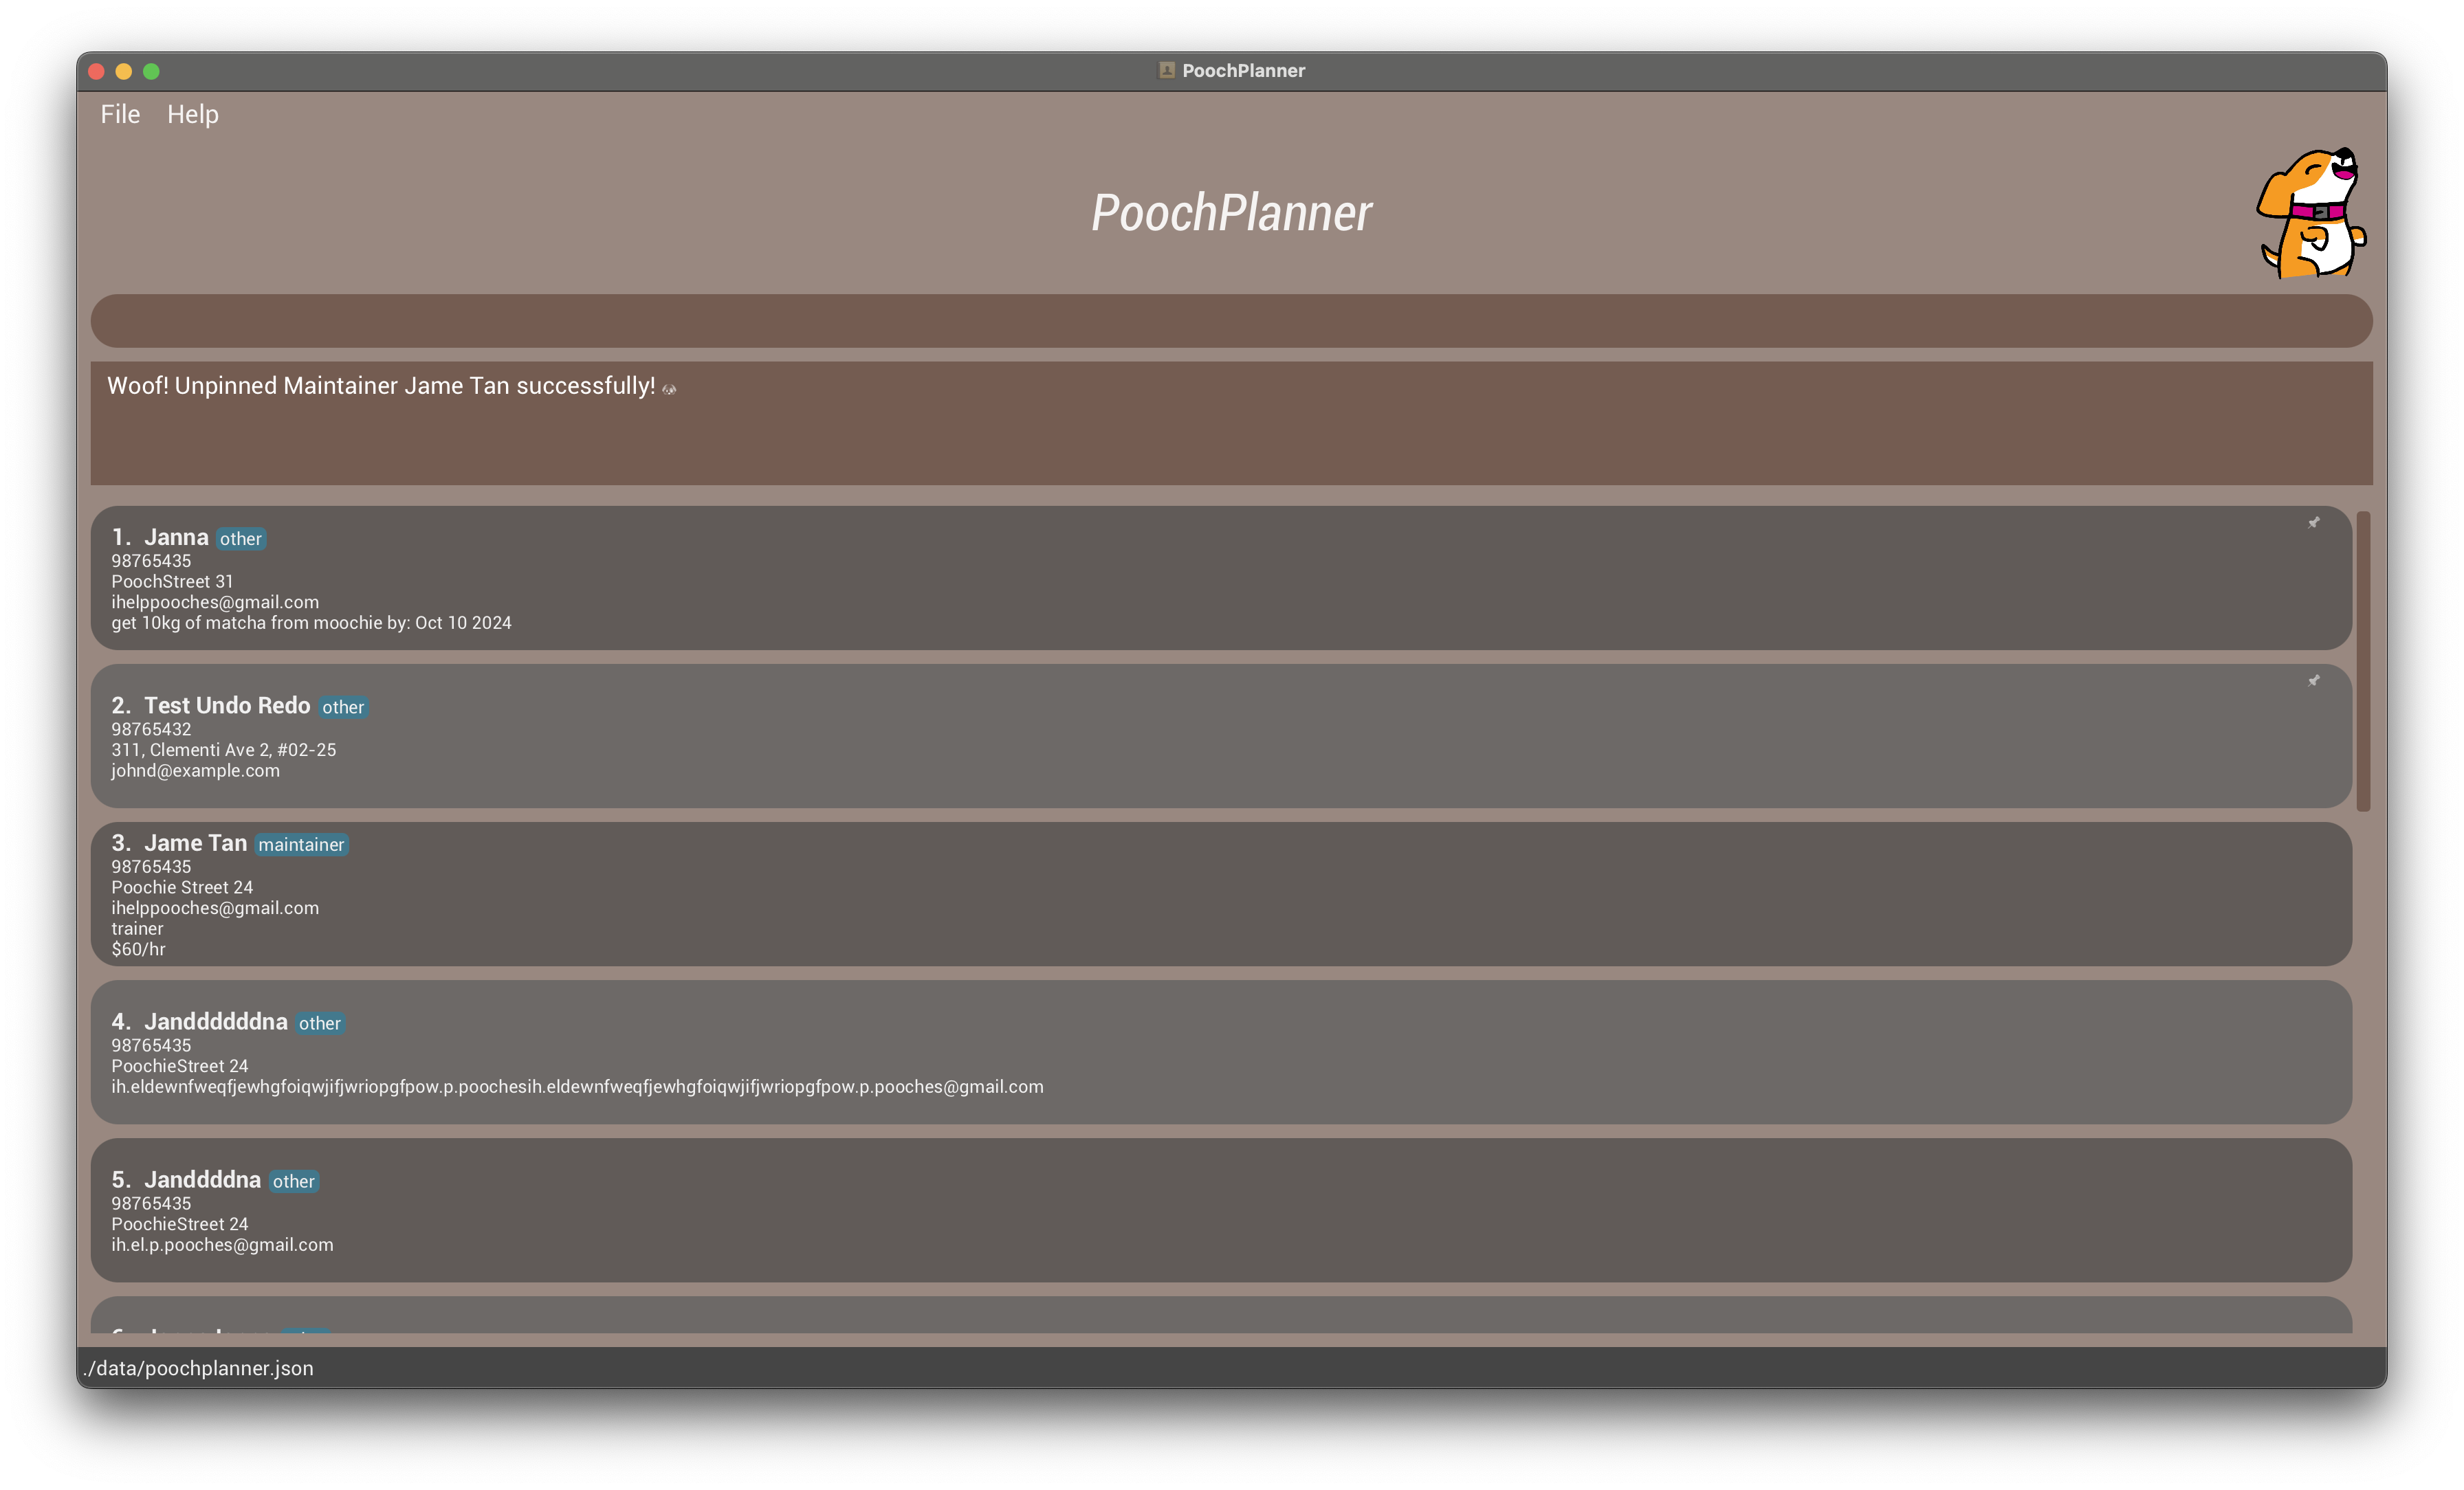 PoochPlanner
File Help
PoochPlanner
Woof! Unpinned Maintainer Jame Tan successfully!
1. Janna other
98765435
PoochStreet 31
ihelppooches@gmail.com
get 10kg of matcha from moochie by: Oct 10 2024
2. Test Undo Redo other
98765432
311, Clementi Ave 2, #02-25
johnd@example.com
3. Jame Tan maintainer
98765435
Poochie Street 24
ihelppooches@gmail.com
trainer
$60/hr
4. Janddddddna other
98765435
PoochieStreet 24
ih.eldewnfweqfjewhgfoiqwjifjwriopgfpow.p.poochesih.eldewnfweqfjewhgfoiqwjifjwriopgfpow.p.pooches@gmail.com
5. Janddddna other
98765435
PoochieStreet 24
ih.el.p.pooches@gmail.com
./data/poochplanner.json